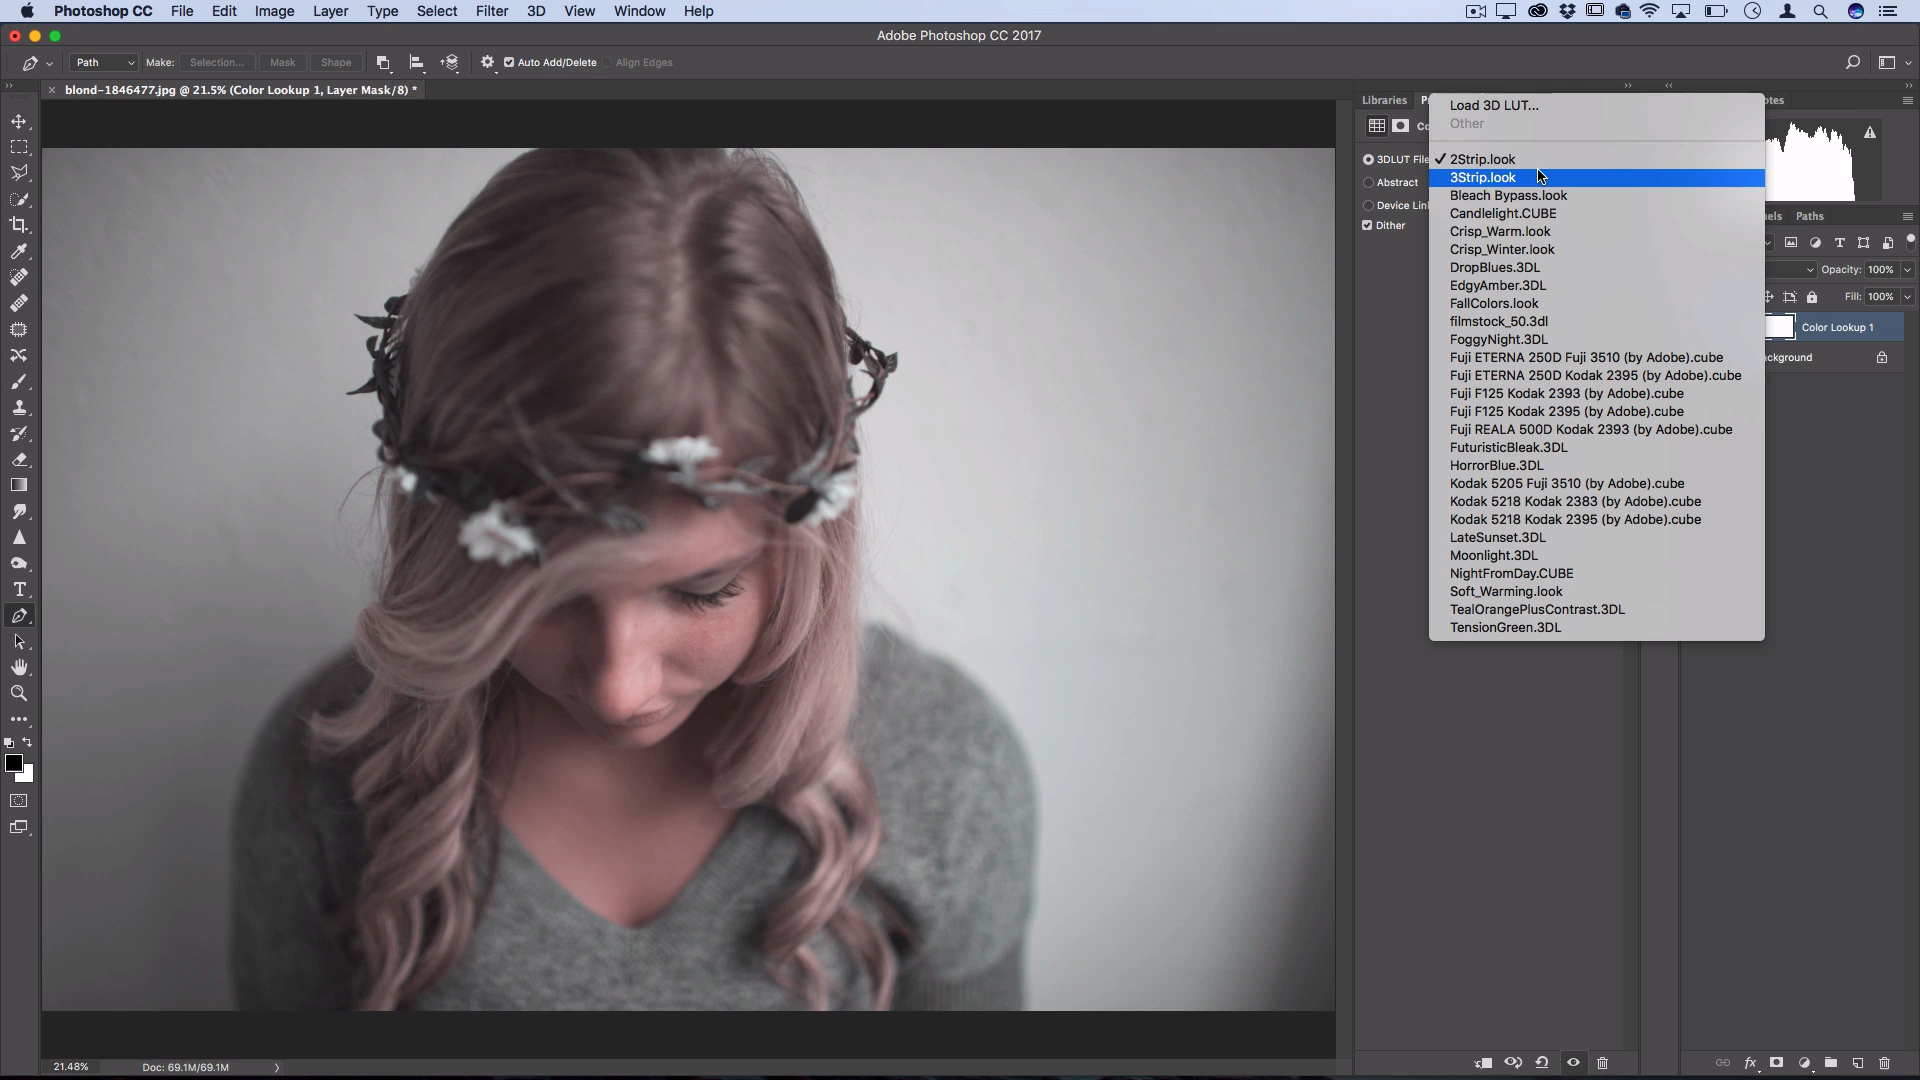 Photoshop CC File Edit Image Layer Type Select Filter 3D View Window Help
Adobe Photoshop CC 2017
Path Make: Selection... Mask Shape Auto Add/Delete Align Edges
blond-1846477.jpg @ 21.5% (Color Lookup 1, Layer Mask/8) *
Libraries
Load 3D LUT...
Other
3DLUT File
Abstract
Device Lin
Dither
2Strip.look
3Strip.look
Bleach Bypass.look
Candlelight.CUBE
Crisp_Warm.look
Crisp_Winter.look
DropBlues.3DL
EdgyAmber.3DL
FallColors.look
filmstock_50.3dl
FoggyNight.3DL
Fuji ETERNA 250D Fuji 3510 (by Adobe).cube
Fuji ETERNA 250D Kodak 2395 (by Adobe).cube
Fuji F125 Kodak 2393 (by Adobe).cube
Fuji F125 Kodak 2395 (by Adobe).cube
Fuji REALA 500D Kodak 2393 (by Adobe).cube
FuturisticBleak.3DL
HorrorBlue.3DL
Kodak 5205 Fuji 3510 (by Adobe).cube
Kodak 5218 Kodak 2383 (by Adobe).cube
Kodak 5218 Kodak 2395 (by Adobe).cube
LateSunset.3DL
Moonlight.3DL
NightFromDay.CUBE
Soft_Warming.look
TealOrangePlusContrast.3DL
TensionGreen.3DL
otes
nels Paths
Opacity: 100%
Fill: 100%
Color Lookup 1
ckground
21.48% Doc: 69.1M/69.1M
fx